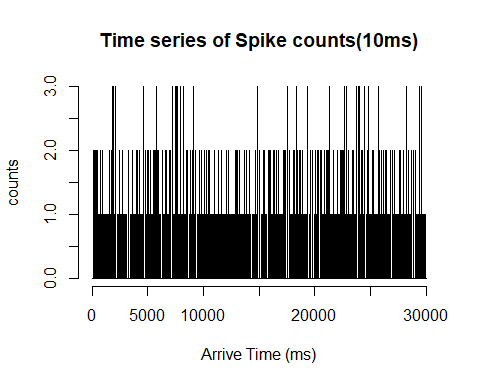 Time series of Spike counts(10ms)
counts
3.0
2.0
1.0
0.0
0 5000 10000 20000 30000
Arrive Time (ms)